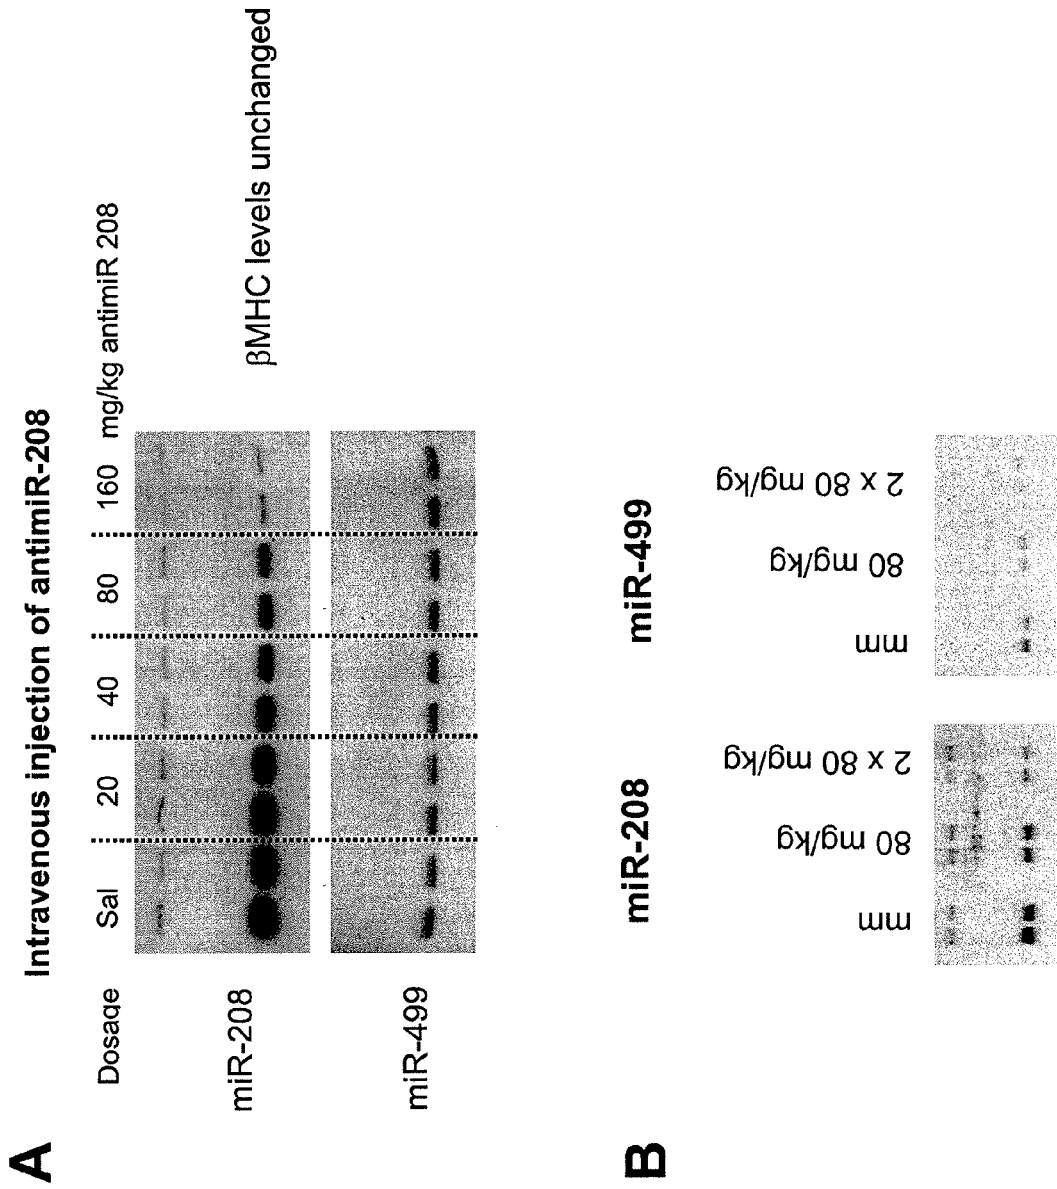 A
Intravenous injection of antimiR-208
Dosage
Sal
20
40
80
160
mg/kg antimiR 208
miR-208
βMHC levels unchanged
miR-499
B
miR-208
miR-499
mm
80 mg/kg
2 x 80 mg/kg
mm
80 mg/kg
2 x 80 mg/kg